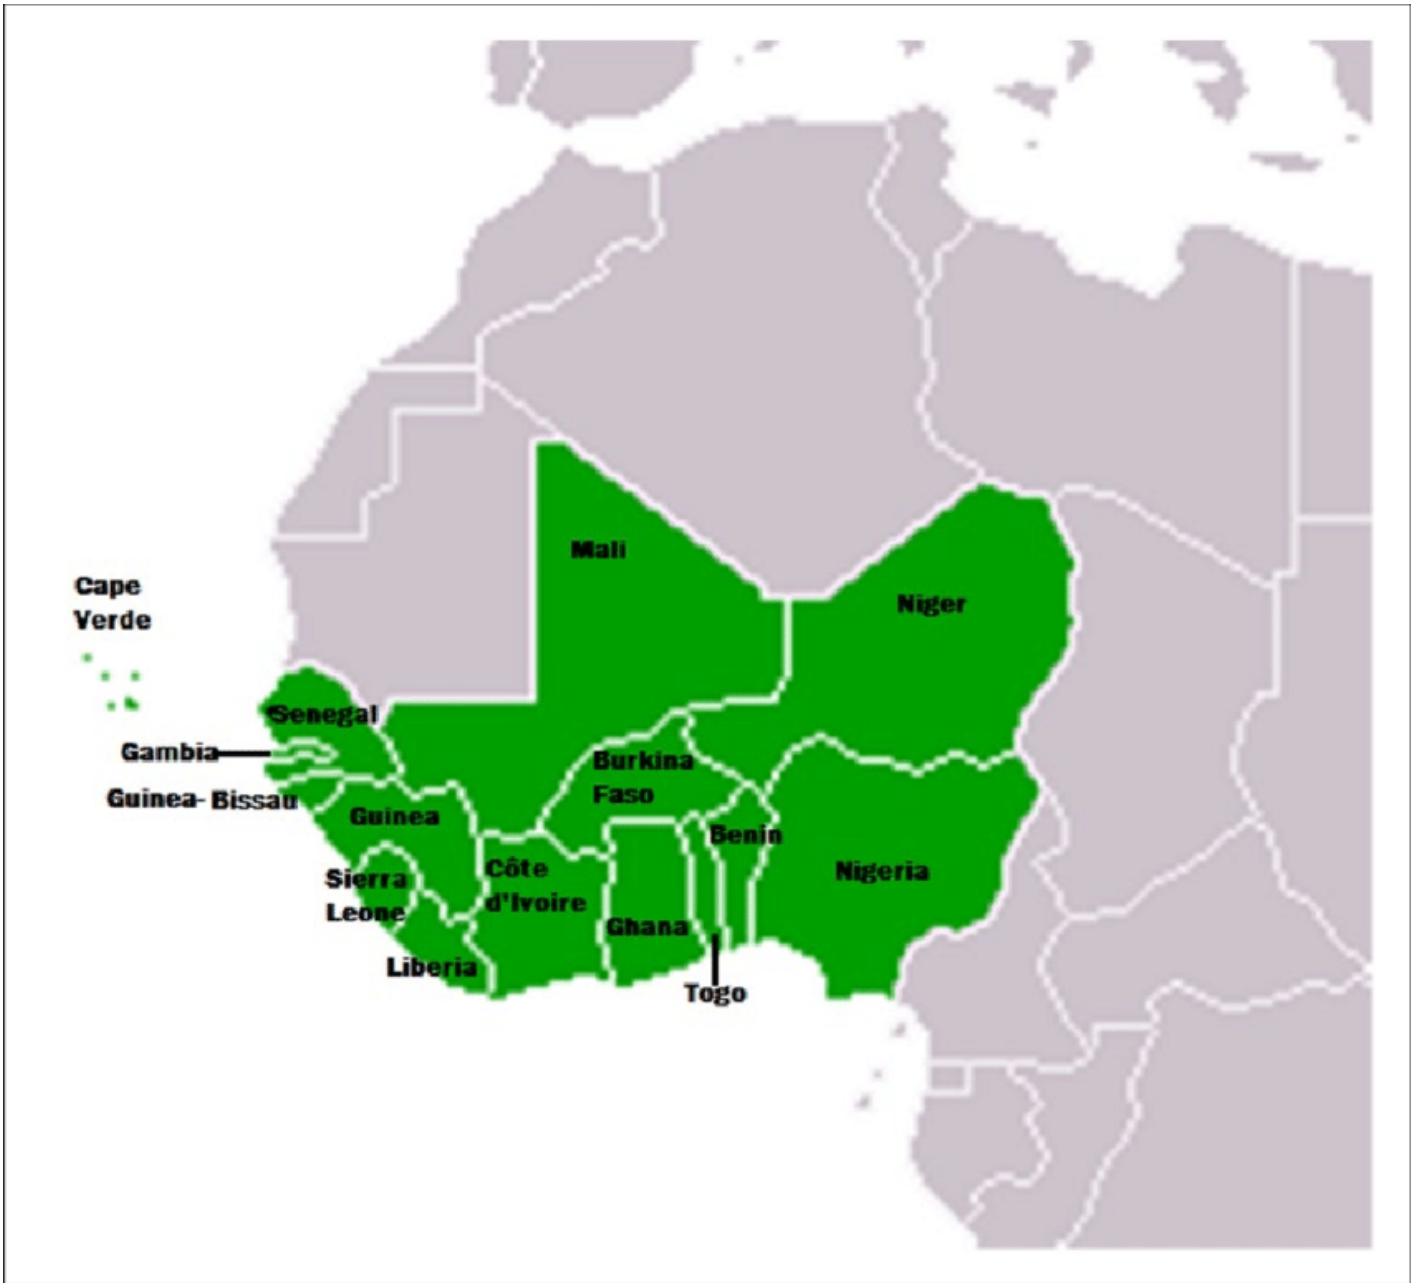 Mali
Cape
Verde
Niger
Senegal
Gambia
Burkina
Faso
Guinea-Bissau
Guinea
Benin
Côte
d'Ivoire
Nigeria
Sierra
Leone
Ghana
Liberia
Togo